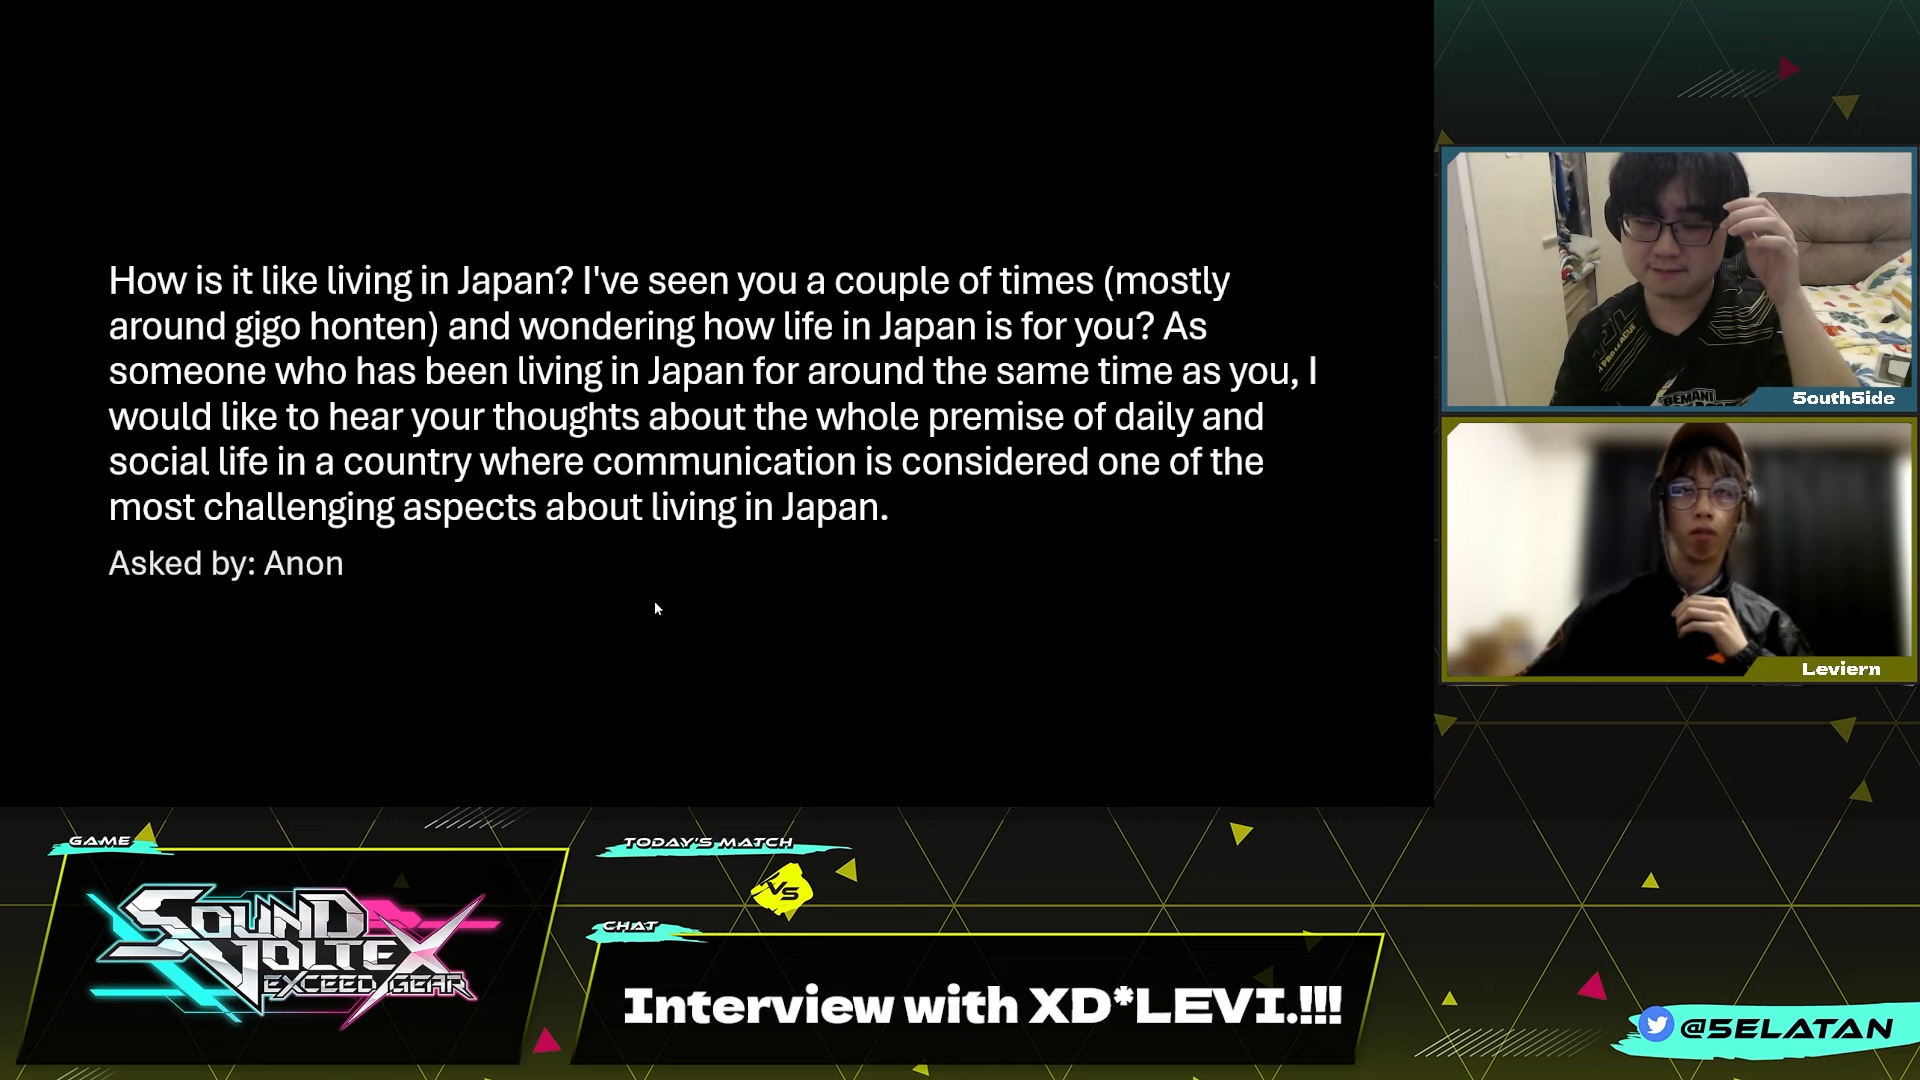 How is it like living in Japan? I've seen you a couple of times (mostly
around gigo honten) and wondering how life in Japan is for you? As
someone who has been living in Japan for around the same time as you, I
would like to hear your thoughts about the whole premise of daily and
social life in a country where communication is considered one of the
most challenging aspects about living in Japan.
Asked by: Anon
BEMANI
5outh5ide
Leviern
GAME
SOUND
VOLTEX
EXCEED GEAR
TODAY'S MATCH
VS
CHAT
Interview with XD*LEVI.!!!
@5ELATAN